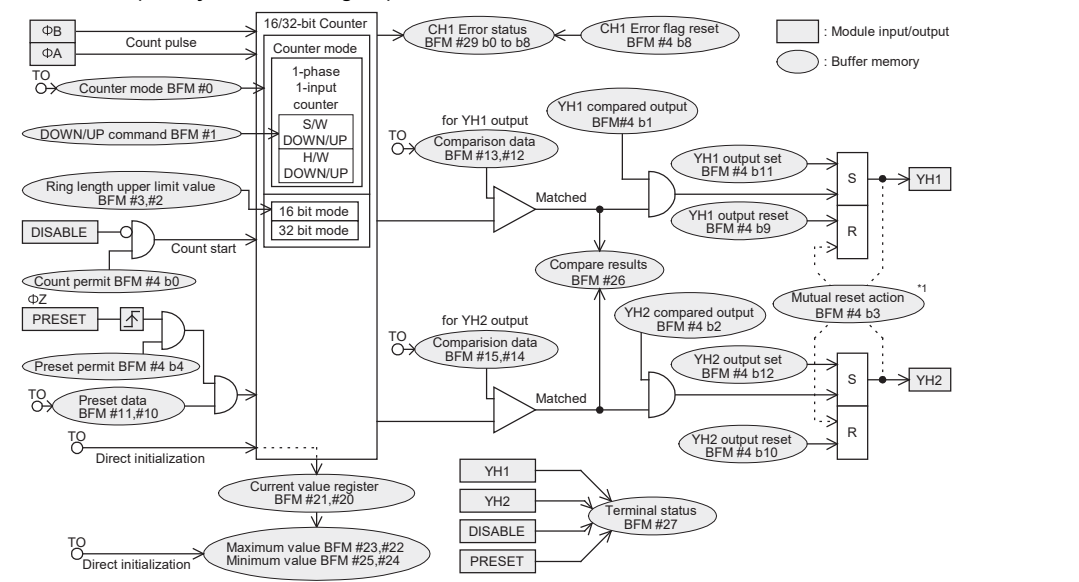 16/32-bit Counter
ΦB
ΦA
Count pulse
TO
Counter mode BFM #0
DOWN/UP command BFM #1
Ring length upper limit value
BFM #3,#2
DISABLE
Count start
Count permit BFM #4 b0
ΦZ
PRESET
Preset permit BFM #4 b4
TO
Preset data
BFM #11,#10
TO
Direct initialization
Counter mode
1-phase
1-input
counter
S/W
DOWN/UP
H/W
DOWN/UP
16 bit mode
32 bit mode
Current value register
BFM #21,#20
TO
Direct initialization
Maximum value BFM #23,#22
Minimum value BFM #25,#24
CH1 Error status
BFM #29 b0 to b8
CH1 Error flag reset
BFM #4 b8
: Module input/output
: Buffer memory
YH1 compared output
BFM#4 b1
for YH1 output
TO
Comparison data
BFM #13,#12
Matched
YH1 output set
BFM #4 b11
YH1 output reset
BFM #4 b9
S
R
YH1
Compare results
BFM #26
Mutual reset action
BFM #4 b3
*1
YH2 compared output
BFM #4 b2
for YH2 output
TO
Comparision data
BFM #15,#14
Matched
YH2 output set
BFM #4 b12
YH2 output reset
BFM #4 b10
S
R
YH2
YH1
YH2
DISABLE
PRESET
Terminal status
BFM #27